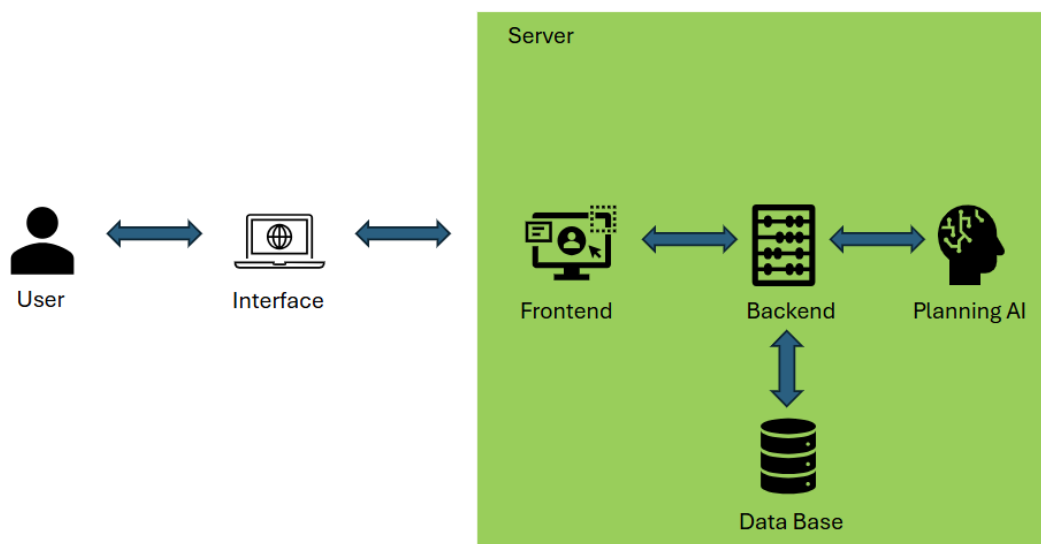 Server
User
Interface
Frontend
Backend
Planning AI
Data Base